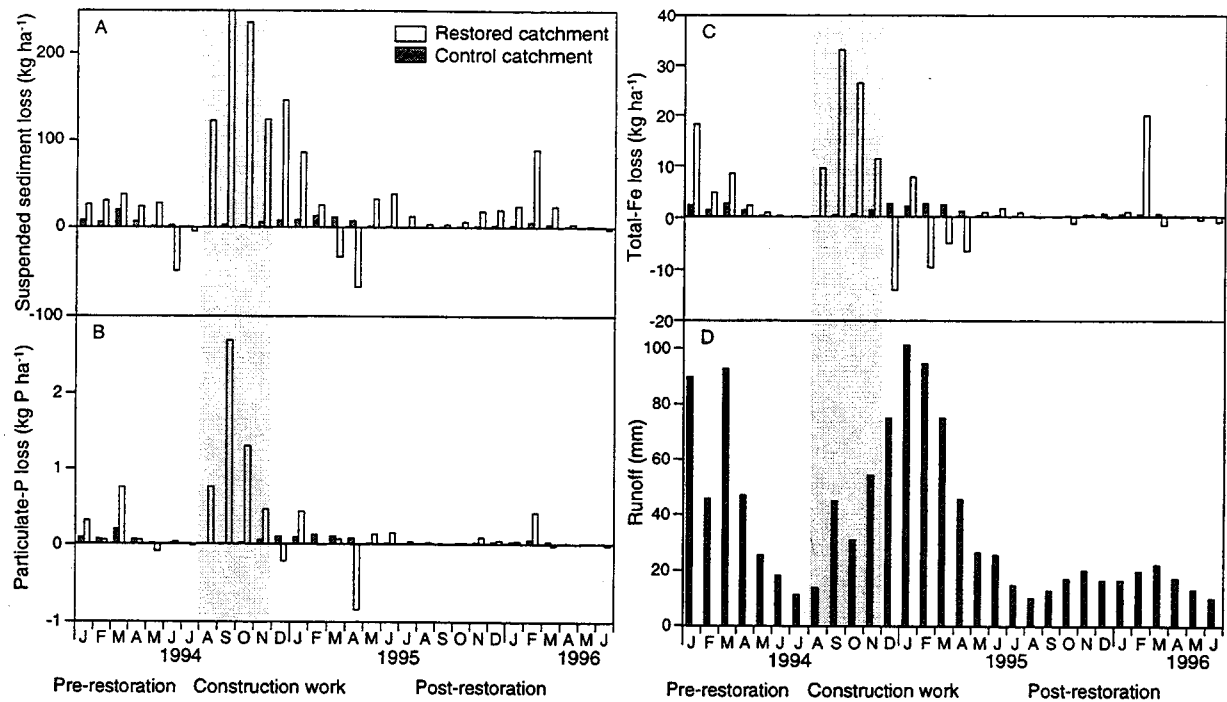 A
Restored catchment
Control catchment
Suspended sediment loss (kg ha⁻¹)
200
100
0
-100
B
Particulate-P loss (kg P ha⁻¹)
2
1
0
-1
J F M A M J J A S O N D J F M A M J J A S O N D J F M A M J
1994 1995 1996
Pre-restoration Construction work Post-restoration
C
Total-Fe loss (kg ha⁻¹)
40
30
20
10
0
-10
-20
D
Runoff (mm)
100
80
60
40
20
0
J F M A M J J A S O N D J F M A M J J A S O N D J F M A M J
1994 1995 1996
Pre-restoration Construction work Post-restoration